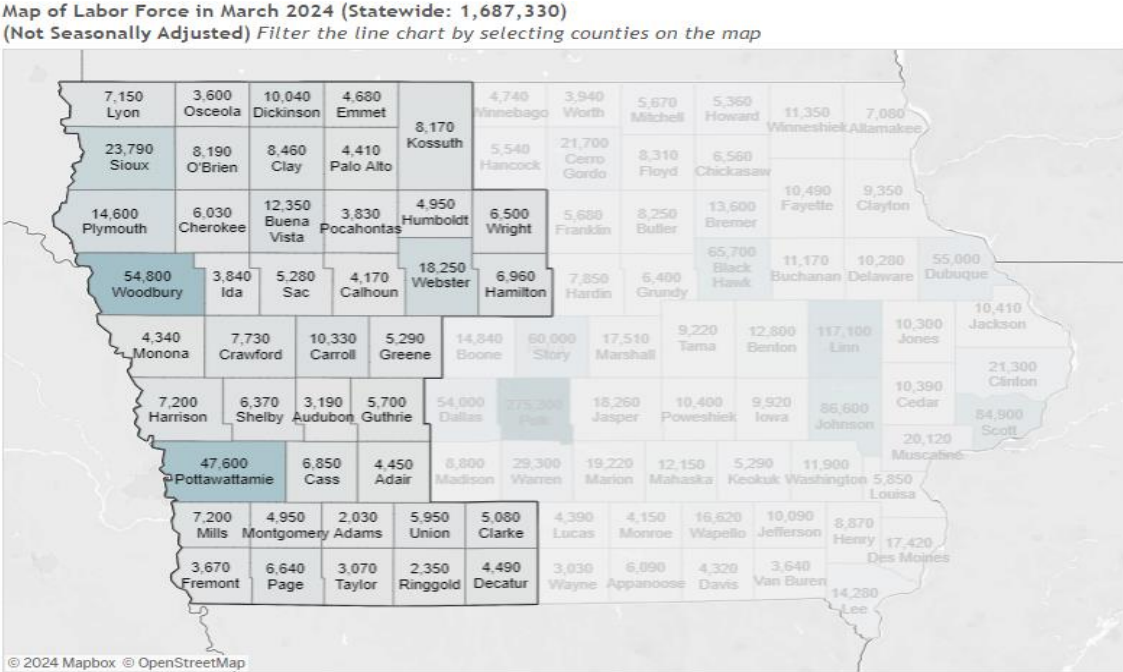 Map of Labor Force in March 2024 (Statewide: 1,687,330)
(Not Seasonally Adjusted) Filter the line chart by selecting counties on the map
7,150
Lyon
3,600
Osceola
10,040
Dickinson
4,680
Emmet
8,170
Kossuth
4,740
Winnebago
3,940
Worth
5,670
Mitchell
5,360
Howard
11,350
Winneshiek
7,080
Allamakee
23,790
Sioux
8,190
O'Brien
8,460
Clay
4,410
Palo Alto
5,540
Hancock
21,700
Cerro
Gordo
8,310
Floyd
6,560
Chickasaw
14,600
Plymouth
6,030
Cherokee
12,350
Buena
Vista
3,830
Pocahontas
4,950
Humboldt
6,500
Wright
5,680
Franklin
8,250
Butler
13,600
Bremer
10,490
Fayette
9,350
Clayton
54,800
Woodbury
3,840
Ida
5,280
Sac
4,170
Calhoun
18,250
Webster
6,960
Hamilton
7,850
Hardin
6,400
Grundy
65,700
Black
Hawk
11,170
Buchanan
10,280
Delaware
55,000
Dubuque
4,340
Monona
7,730
Crawford
10,330
Carroll
5,290
Greene
14,840
Boone
60,000
Story
17,510
Marshall
9,220
Tama
12,800
Benton
117,100
Linn
10,300
Jones
10,410
Jackson
7,200
Harrison
6,370
Shelby
3,190
Audubon
5,700
Guthrie
54,000
Dallas
Polk
18,260
Jasper
10,400
Poweshiek
9,920
Iowa
86,600
Johnson
10,390
Cedar
21,300
Clinton
84,900
Scott
20,120
Muscatine
47,600
Pottawattamie
6,850
Cass
4,450
Adair
8,800
Madison
29,300
Warren
19,220
Marion
12,150
Mahaska
5,290
Keokuk
11,900
Washington
5,850
Louisa
7,200
Mills
4,950
Montgomery
2,030
Adams
5,950
Union
5,080
Clarke
4,390
Lucas
4,150
Monroe
16,620
Wapello
10,090
Jefferson
8,870
Henry
17,420
Des Moines
3,670
Fremont
6,640
Page
3,070
Taylor
2,350
Ringgold
4,490
Decatur
3,030
Wayne
6,090
Appanoose
4,320
Davis
3,640
Van Buren
14,280
Lee
© 2024 Mapbox © OpenStreetMap